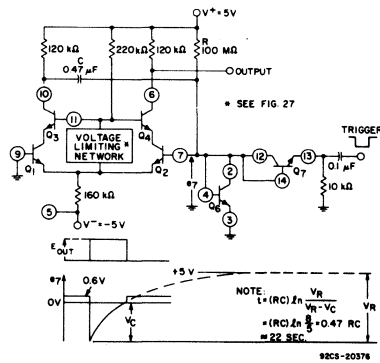 V+ = 5V
120 kΩ
220 kΩ
120 kΩ
R
100 MΩ
C
0.47 μF
10
6
OUTPUT
* SEE FIG. 27
11
Q3
Q4
TRIGGER
VOLTAGE
LIMITING *
NETWORK
9
Q1
Q2
7
e7
2
12
13
4
14
Q7
0.1 μF
Q6
3
10 kΩ
160 kΩ
5
V- = -5V
EOUT
e7
0.6V
0V
VC
+5V
VR
NOTE:
t = (RC) ln VR / VR - VC
= (RC) ln 8/5 = 0.47 RC
≈ 22 SEC.
92CS-20376